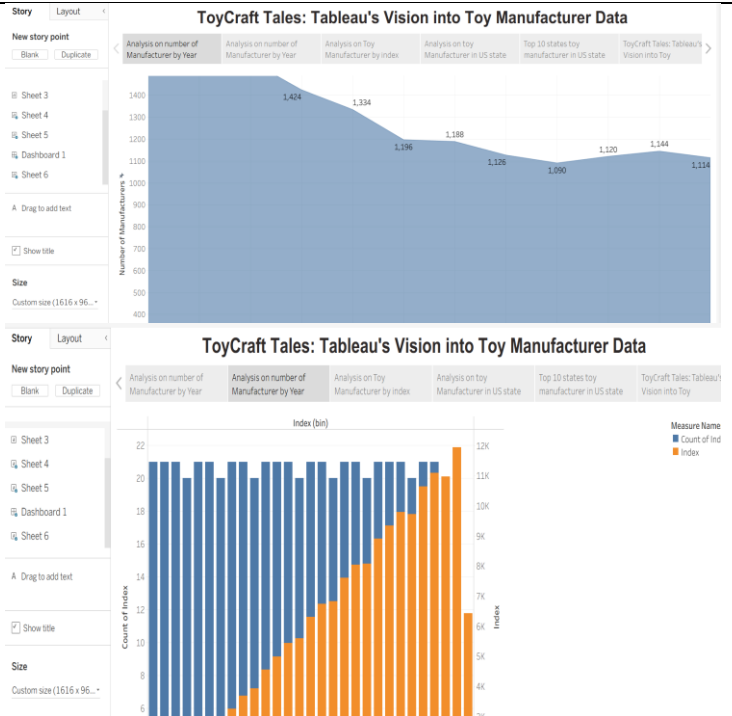 Story Layout
ToyCraft Tales: Tableau's Vision into Toy Manufacturer Data
New story point
Blank Duplicate
Analysis on number of
Manufacturer by Year
Analysis on number of
Manufacturer by Year
Analysis on Toy
Manufacturer by index
Analysis on toy
Manufacturer in US state
Top 10 states toy
manufacturer in US state
ToyCraft Tales: Tableau's
Vision into Toy
Sheet 3
Sheet 4
Sheet 5
Dashboard 1
Sheet 6
A Drag to add text
Show title
Size
Custom size (1616 x 96...
Number of Manufacturers
1400
1300
1200
1100
1000
900
800
700
600
500
400
1,424
1,334
1,196
1,188
1,126
1,090
1,120
1,144
1,114
Story Layout
ToyCraft Tales: Tableau's Vision into Toy Manufacturer Data
New story point
Blank Duplicate
Analysis on number of
Manufacturer by Year
Analysis on number of
Manufacturer by Year
Analysis on Toy
Manufacturer by index
Analysis on toy
Manufacturer in US state
Top 10 states toy
manufacturer in US state
ToyCraft Tales: Tableau's
Vision into Toy
Sheet 3
Sheet 4
Sheet 5
Dashboard 1
Sheet 6
A Drag to add text
Show title
Size
Custom size (1616 x 96...
Index (bin)
Count of Index
22
20
18
16
14
12
10
8
6
12K
11K
10K
9K
8K
7K
6K
5K
4K
Index
Measure Name
Count of Ind
Index